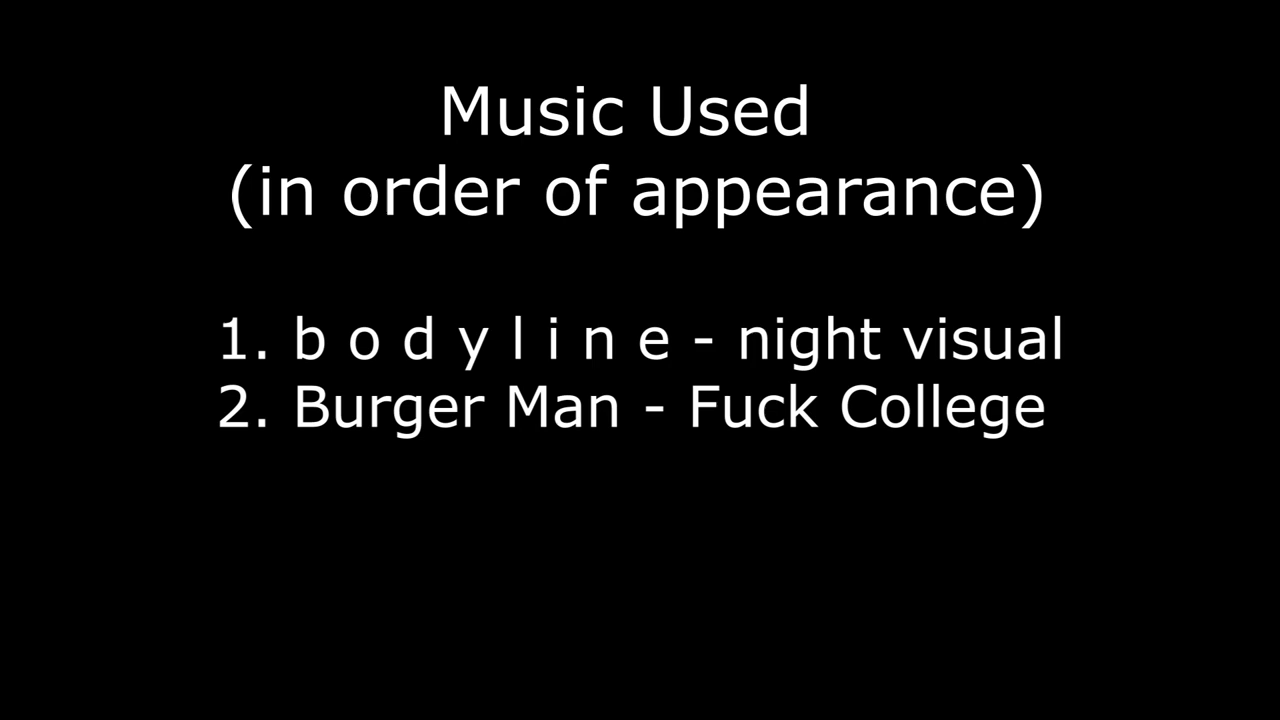 Music Used
(in order of appearance)
1. b o d y l i n e - night visual
2. Burger Man - Fuck College